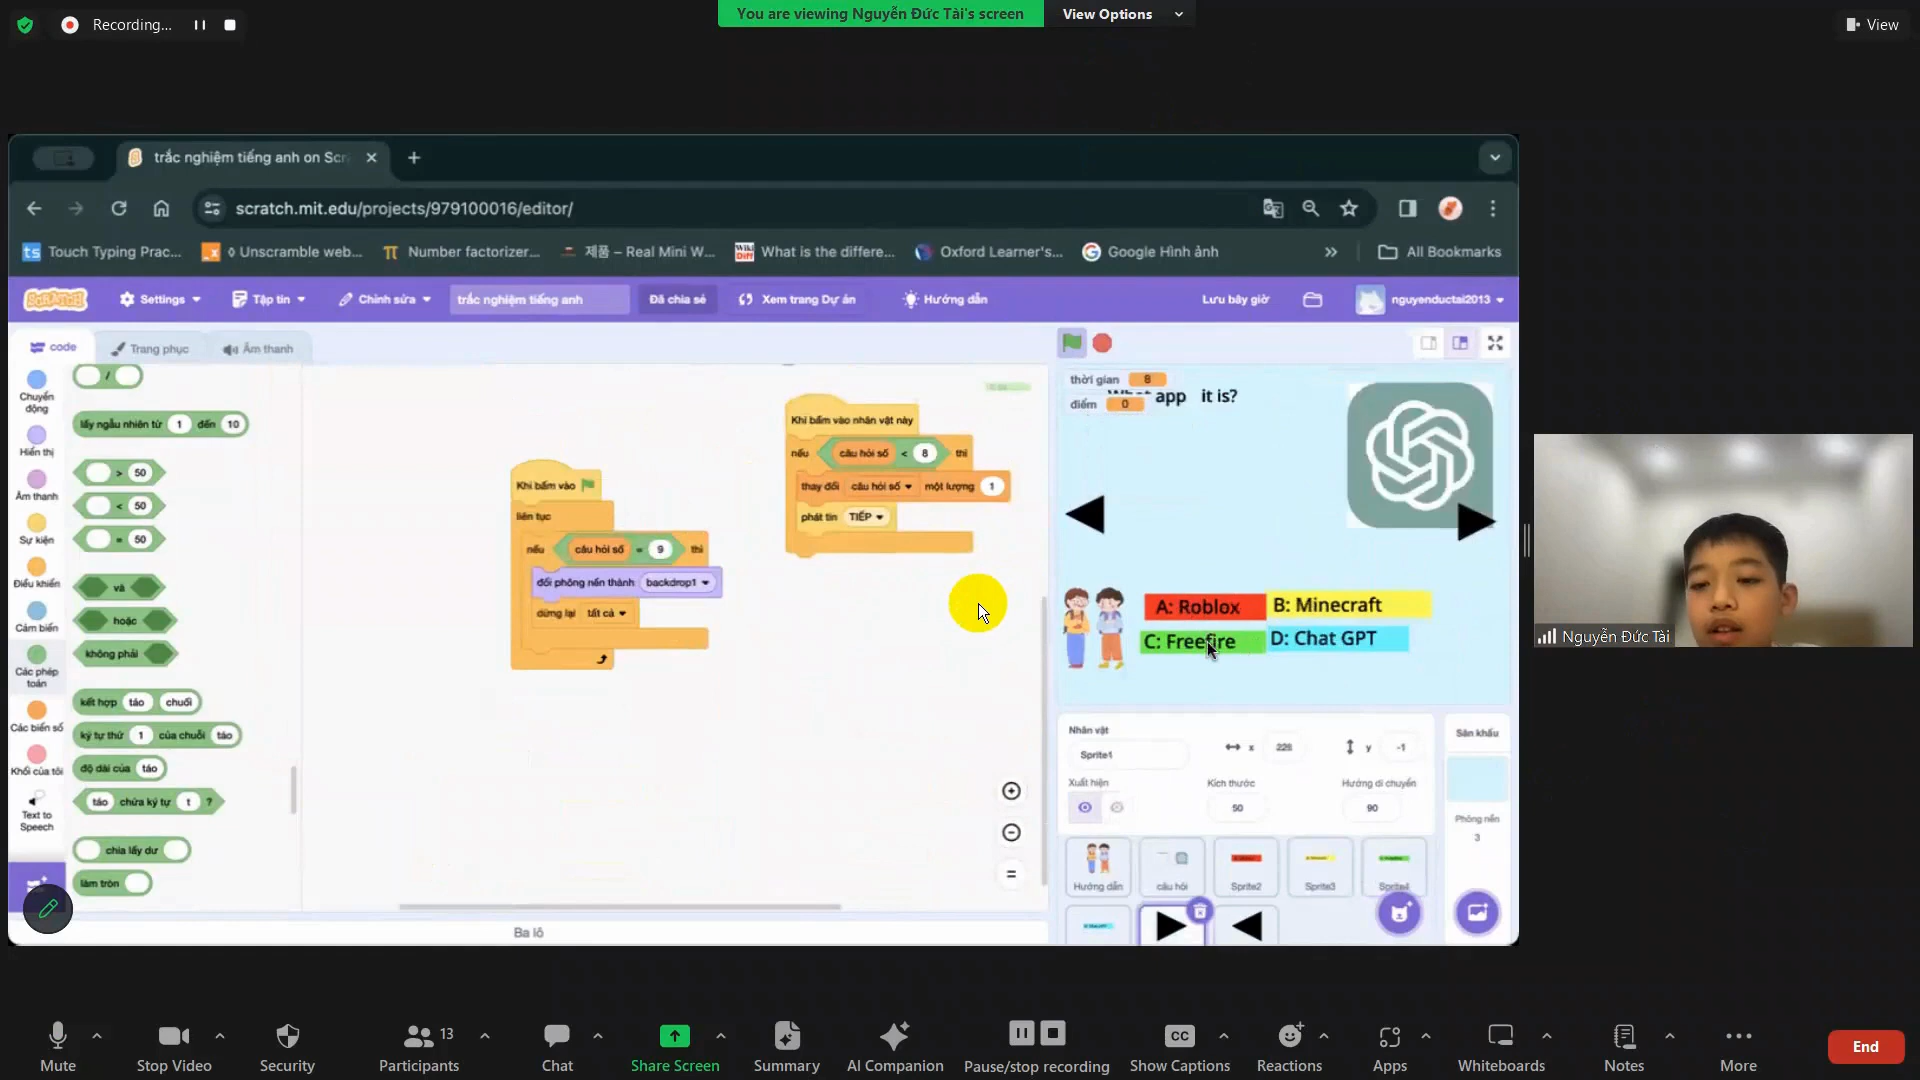 Recording...
You are viewing Nguyễn Đức Tài's screen
View Options
View
trắc nghiệm tiếng anh on Scr
scratch.mit.edu/projects/979100016/editor/
ts Touch Typing Prac...
◊ Unscramble web...
Number factorizer...
제품 – Real Mini W...
What is the differe...
Oxford Learner's...
Google Hình ảnh
»
All Bookmarks
SCRATCH
Settings
Tập tin
Chỉnh sửa
trắc nghiệm tiếng anh
Đã chia sẻ
Xem trang Dự án
Hướng dẫn
Lưu bây giờ
nguyenductai2013
code
Trang phục
Âm thanh
Chuyển động
Hiển thị
Âm thanh
Sự kiện
Điều khiển
Cảm biến
Các phép toán
Các biến số
Khối của tôi
Text to Speech
/
lấy ngẫu nhiên từ 1 đến 10
> 50
< 50
= 50
và
hoặc
không phải
kết hợp táo chuối
ký tự thứ 1 của chuỗi táo
độ dài của táo
táo chứa ký tự t ?
chia lấy dư
làm tròn
Khi bấm vào
liên tục
nếu câu hỏi số = 9 thì
đổi phông nền thành backdrop1
dừng lại tất cả
Khi bấm vào nhân vật này
nếu câu hỏi số < 8 thì
thay đổi câu hỏi số một lượng 1
phát tin TIẾP
Ba lô
thời gian 8
điểm 0
What app it is?
A: Roblox
B: Minecraft
C: Freefire
D: Chat GPT
Nhân vật
Sprite1
x 226
y -1
Xuất hiện
Kích thước
50
Hướng di chuyển
90
Sân khấu
Phông nền
3
Hướng dẫn
câu hỏi
Sprite2
Sprite3
Sprite4
Nguyễn Đức Tài
Mute
Stop Video
Security
Participants
13
Chat
Share Screen
Summary
AI Companion
Pause/stop recording
CC
Show Captions
Reactions
Apps
Whiteboards
Notes
More
End